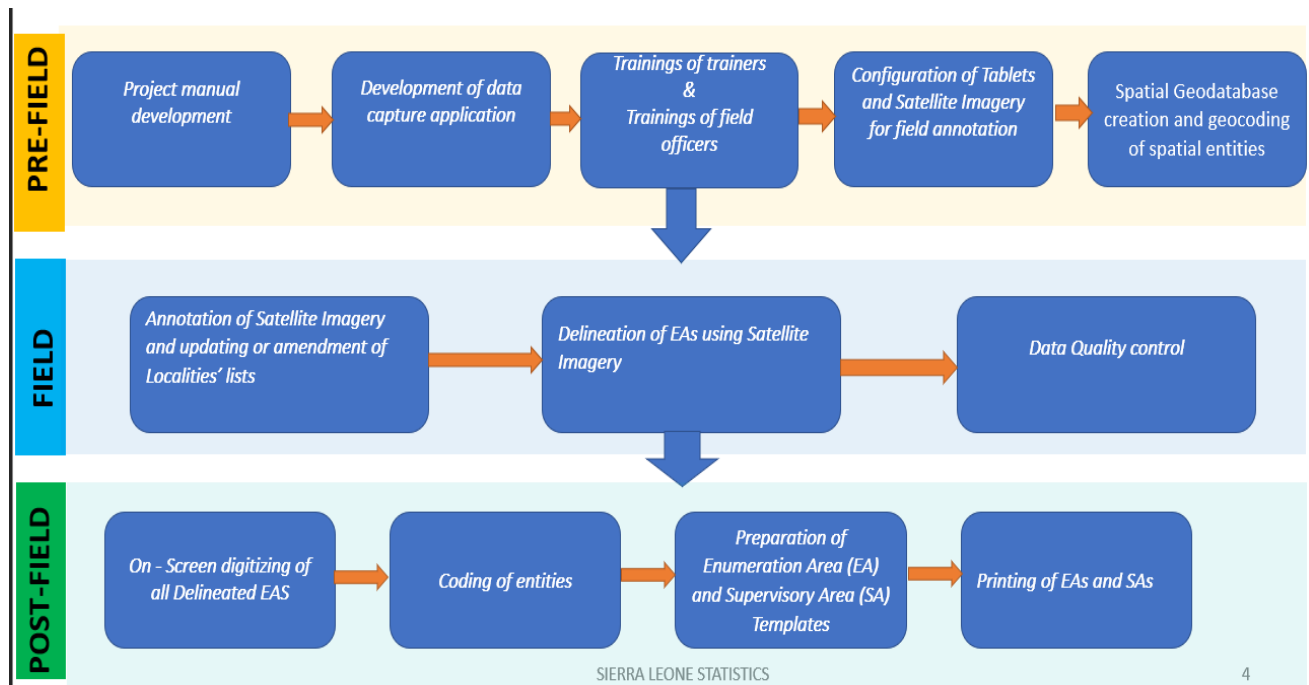 PRE-FIELD
Project manual
development
Development of data
capture application
Trainings of trainers
&
Trainings of field
officers
Configuration of Tablets
and Satellite Imagery
for field annotation
Spatial Geodatabase
creation and geocoding
of spatial entities
FIELD
Annotation of Satellite Imagery
and updating or amendment of
Localities’ lists
Delineation of EAs using Satellite
Imagery
Data Quality control
POST-FIELD
On - Screen digitizing of
all Delineated EAS
Coding of entities
Preparation of
Enumeration Area (EA)
and Supervisory Area (SA)
Templates
Printing of EAs and SAs
SIERRA LEONE STATISTICS
4